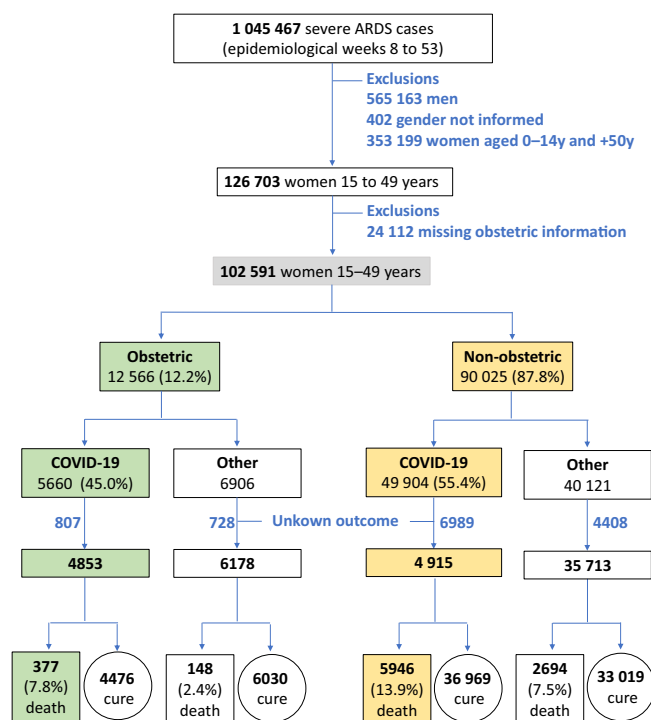 1 045 467 severe ARDS cases
(epidemiological weeks 8 to 53)
Exclusions
565 163 men
402 gender not informed
353 199 women aged 0–14y and +50y
126 703 women 15 to 49 years
Exclusions
24 112 missing obstetric information
102 591 women 15–49 years
Obstetric
12 566 (12.2%)
Non-obstetric
90 025 (87.8%)
COVID-19
5660 (45.0%)
Other
6906
COVID-19
49 904 (55.4%)
Other
40 121
807
728
Unkown outcome
6989
4408
4853
6178
4 915
35 713
377
(7.8%)
death
4476
cure
148
(2.4%)
death
6030
cure
5946
(13.9%)
death
36 969
cure
2694
(7.5%)
death
33 019
cure